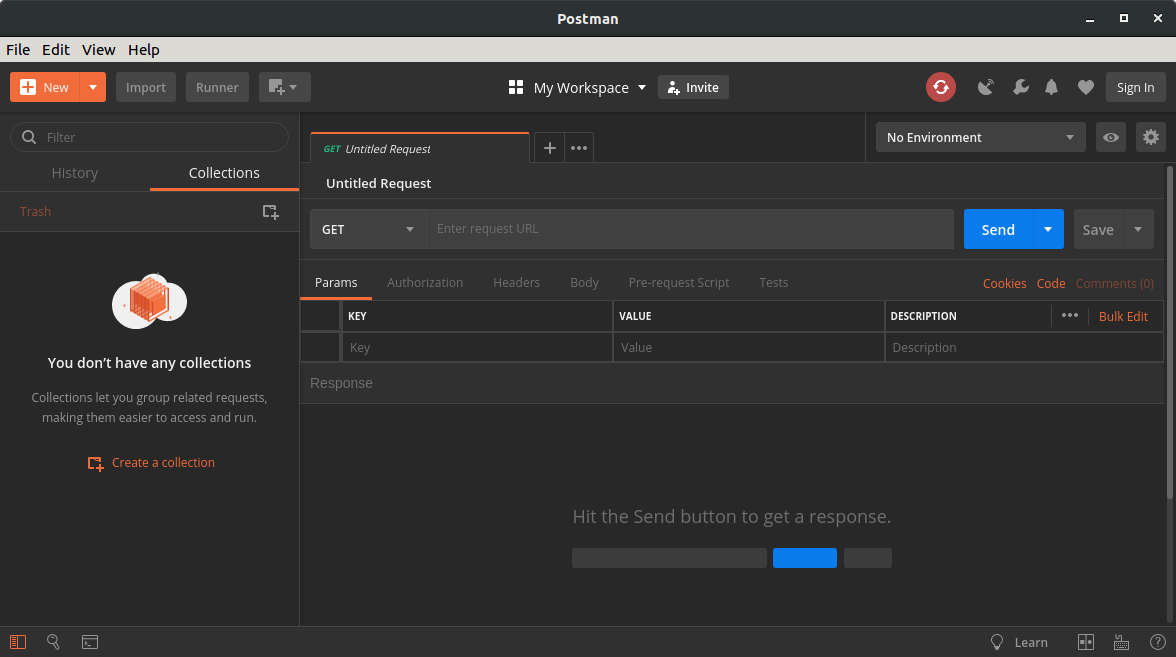 Postman
File Edit View Help
New Import Runner My Workspace Invite Sign In
Filter
GET Untitled Request
No Environment
History Collections
Untitled Request
Trash
GET Enter request URL Send Save
Params Authorization Headers Body Pre-request Script Tests Cookies Code Comments (0)
KEY VALUE DESCRIPTION Bulk Edit
Key Value Description
Response
You don’t have any collections
Collections let you group related requests,
making them easier to access and run.
Create a collection
Hit the Send button to get a response.
Learn